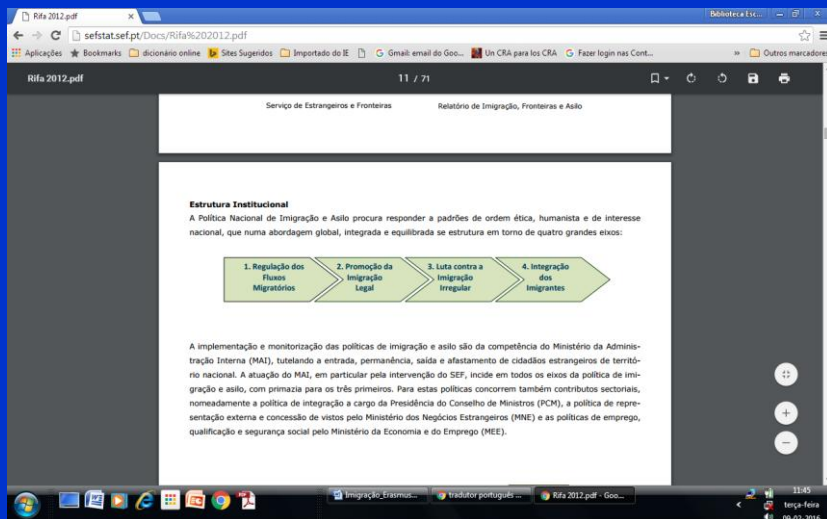 Rifa 2012.pdf
Biblioteca Esc...
sefstat.sef.pt/Docs/Rifa%202012.pdf
Aplicações Bookmarks dicionário online Sites Sugeridos Importado do IE Gmail: email do Goo... Un CRA para los CRA Fazer login nas Cont... » Outros marcadores
Rifa 2012.pdf 11 / 71
Serviço de Estrangeiros e Fronteiras Relatório de Imigração, Fronteiras e Asilo
Estrutura Institucional
A Política Nacional de Imigração e Asilo procura responder a padrões de ordem ética, humanista e de interesse
nacional, que numa abordagem global, integrada e equilibrada se estrutura em torno de quatro grandes eixos:
1. Regulação dos
Fluxos
Migratórios
2. Promoção da
Imigração
Legal
3. Luta contra a
Imigração
Irregular
4. Integração
dos
Imigrantes
A implementação e monitorização das políticas de imigração e asilo são da competência do Ministério da Adminis-
tração Interna (MAI), tutelando a entrada, permanência, saída e afastamento de cidadãos estrangeiros de territó-
rio nacional. A atuação do MAI, em particular pela intervenção do SEF, incide em todos os eixos da política de imi-
gração e asilo, com primazia para os três primeiros. Para estas políticas concorrem também contributos sectoriais,
nomeadamente a política de integração a cargo da Presidência do Conselho de Ministros (PCM), a política de repre-
sentação externa e concessão de vistos pelo Ministério dos Negócios Estrangeiros (MNE) e as políticas de emprego,
qualificação e segurança social pelo Ministério da Economia e do Emprego (MEE).
Imigração_Erasmus... tradutor português ... Rifa 2012.pdf - Goo...
11:45
terça-feira
09-02-2016